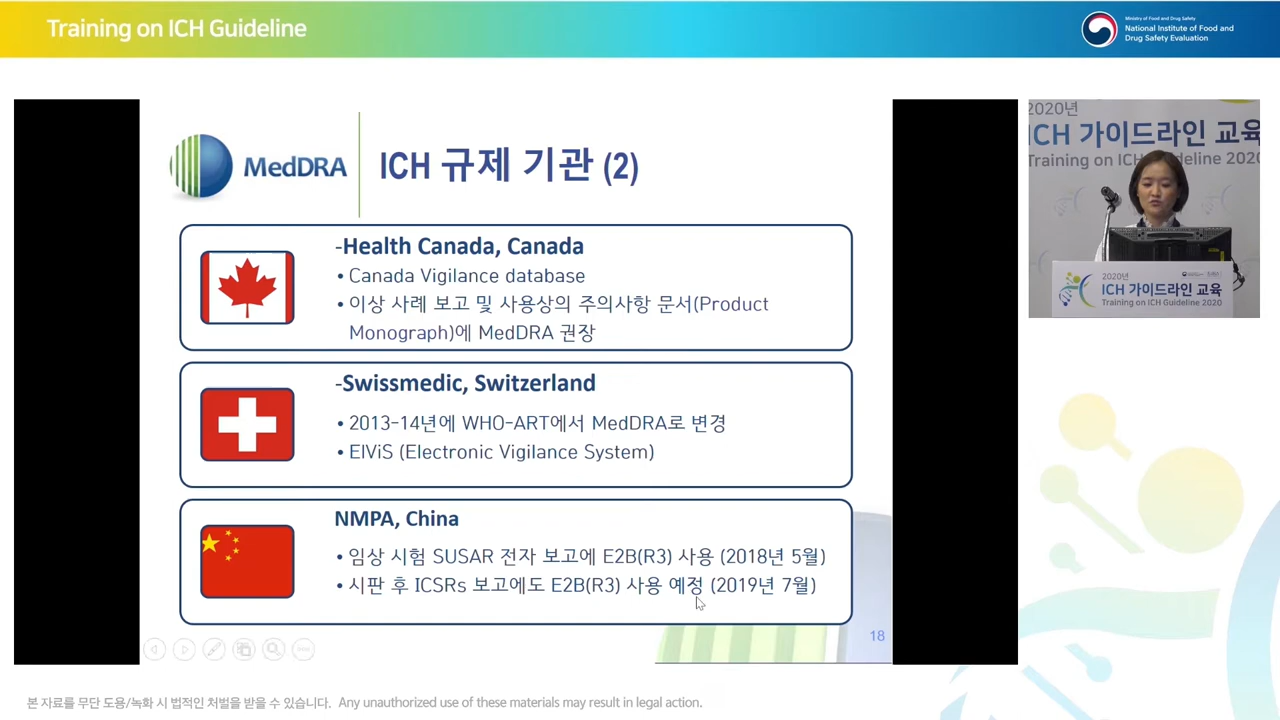 Training on ICH Guideline
Ministry of Food and Drug Safety
National Institute of Food and
Drug Safety Evaluation
MedDRA
ICH 규제 기관 (2)
-Health Canada, Canada
• Canada Vigilance database
• 이상 사례 보고 및 사용상의 주의사항 문서(Product
Monograph)에 MedDRA 권장
-Swissmedic, Switzerland
• 2013-14년에 WHO-ART에서 MedDRA로 변경
• ElViS (Electronic Vigilance System)
NMPA, China
• 임상 시험 SUSAR 전자 보고에 E2B(R3) 사용 (2018년 5월)
• 시판 후 ICSRs 보고에도 E2B(R3) 사용 예정 (2019년 7월)
18
2020년
ICH 가이드라인 교육
Training on ICH Guideline 2020
2020년
ICH 가이드라인 교육
Training on ICH Guideline 2020
본 자료를 무단 도용/녹화 시 법적인 처벌을 받을 수 있습니다. Any unauthorized use of these materials may result in legal action.